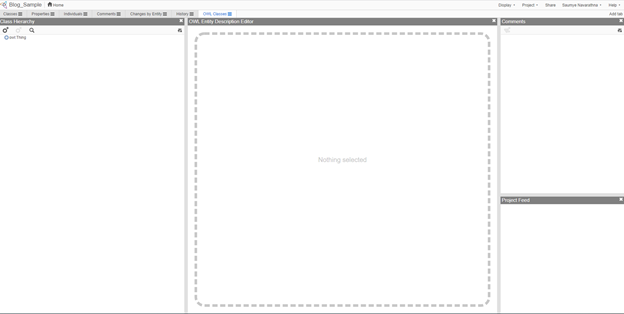 Blog_Sample Home Display Project Share Saumya Navarathna Help
Classes Properties Individuals Comments Changes by Entity History OWL Classes Add tab
Class Hierarchy
owl:Thing
OWL Entity Description Editor
Nothing selected
Comments
Project Feed